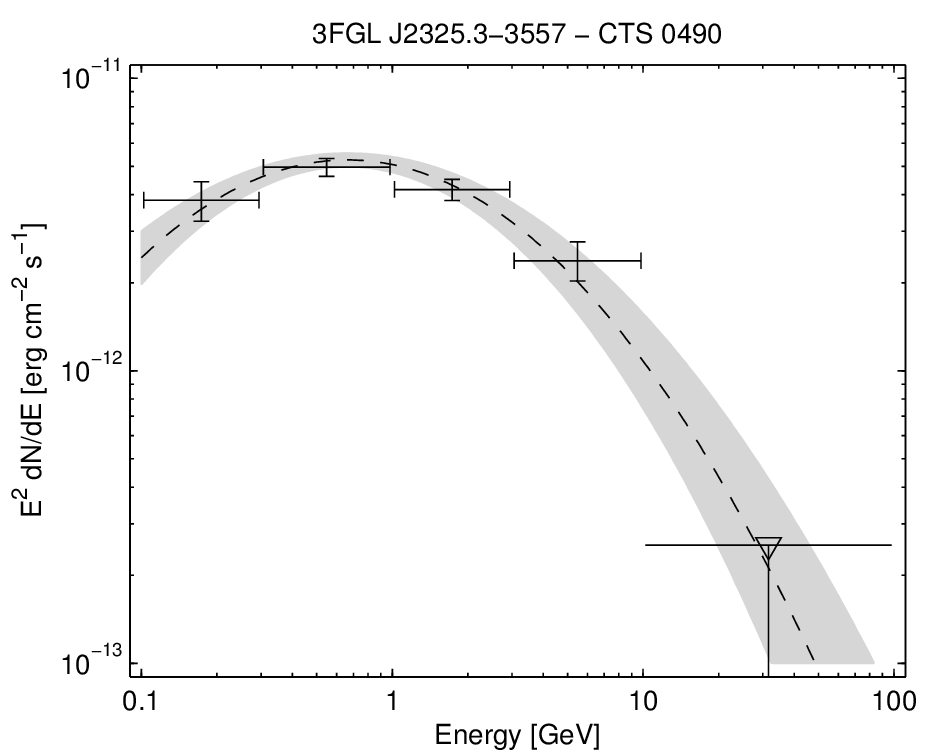 3FGL J2325.3−3557 − CTS 0490
E² dN/dE [erg cm⁻² s⁻¹]
10⁻¹¹
10⁻¹²
10⁻¹³
0.1 1 10 100
Energy [GeV]